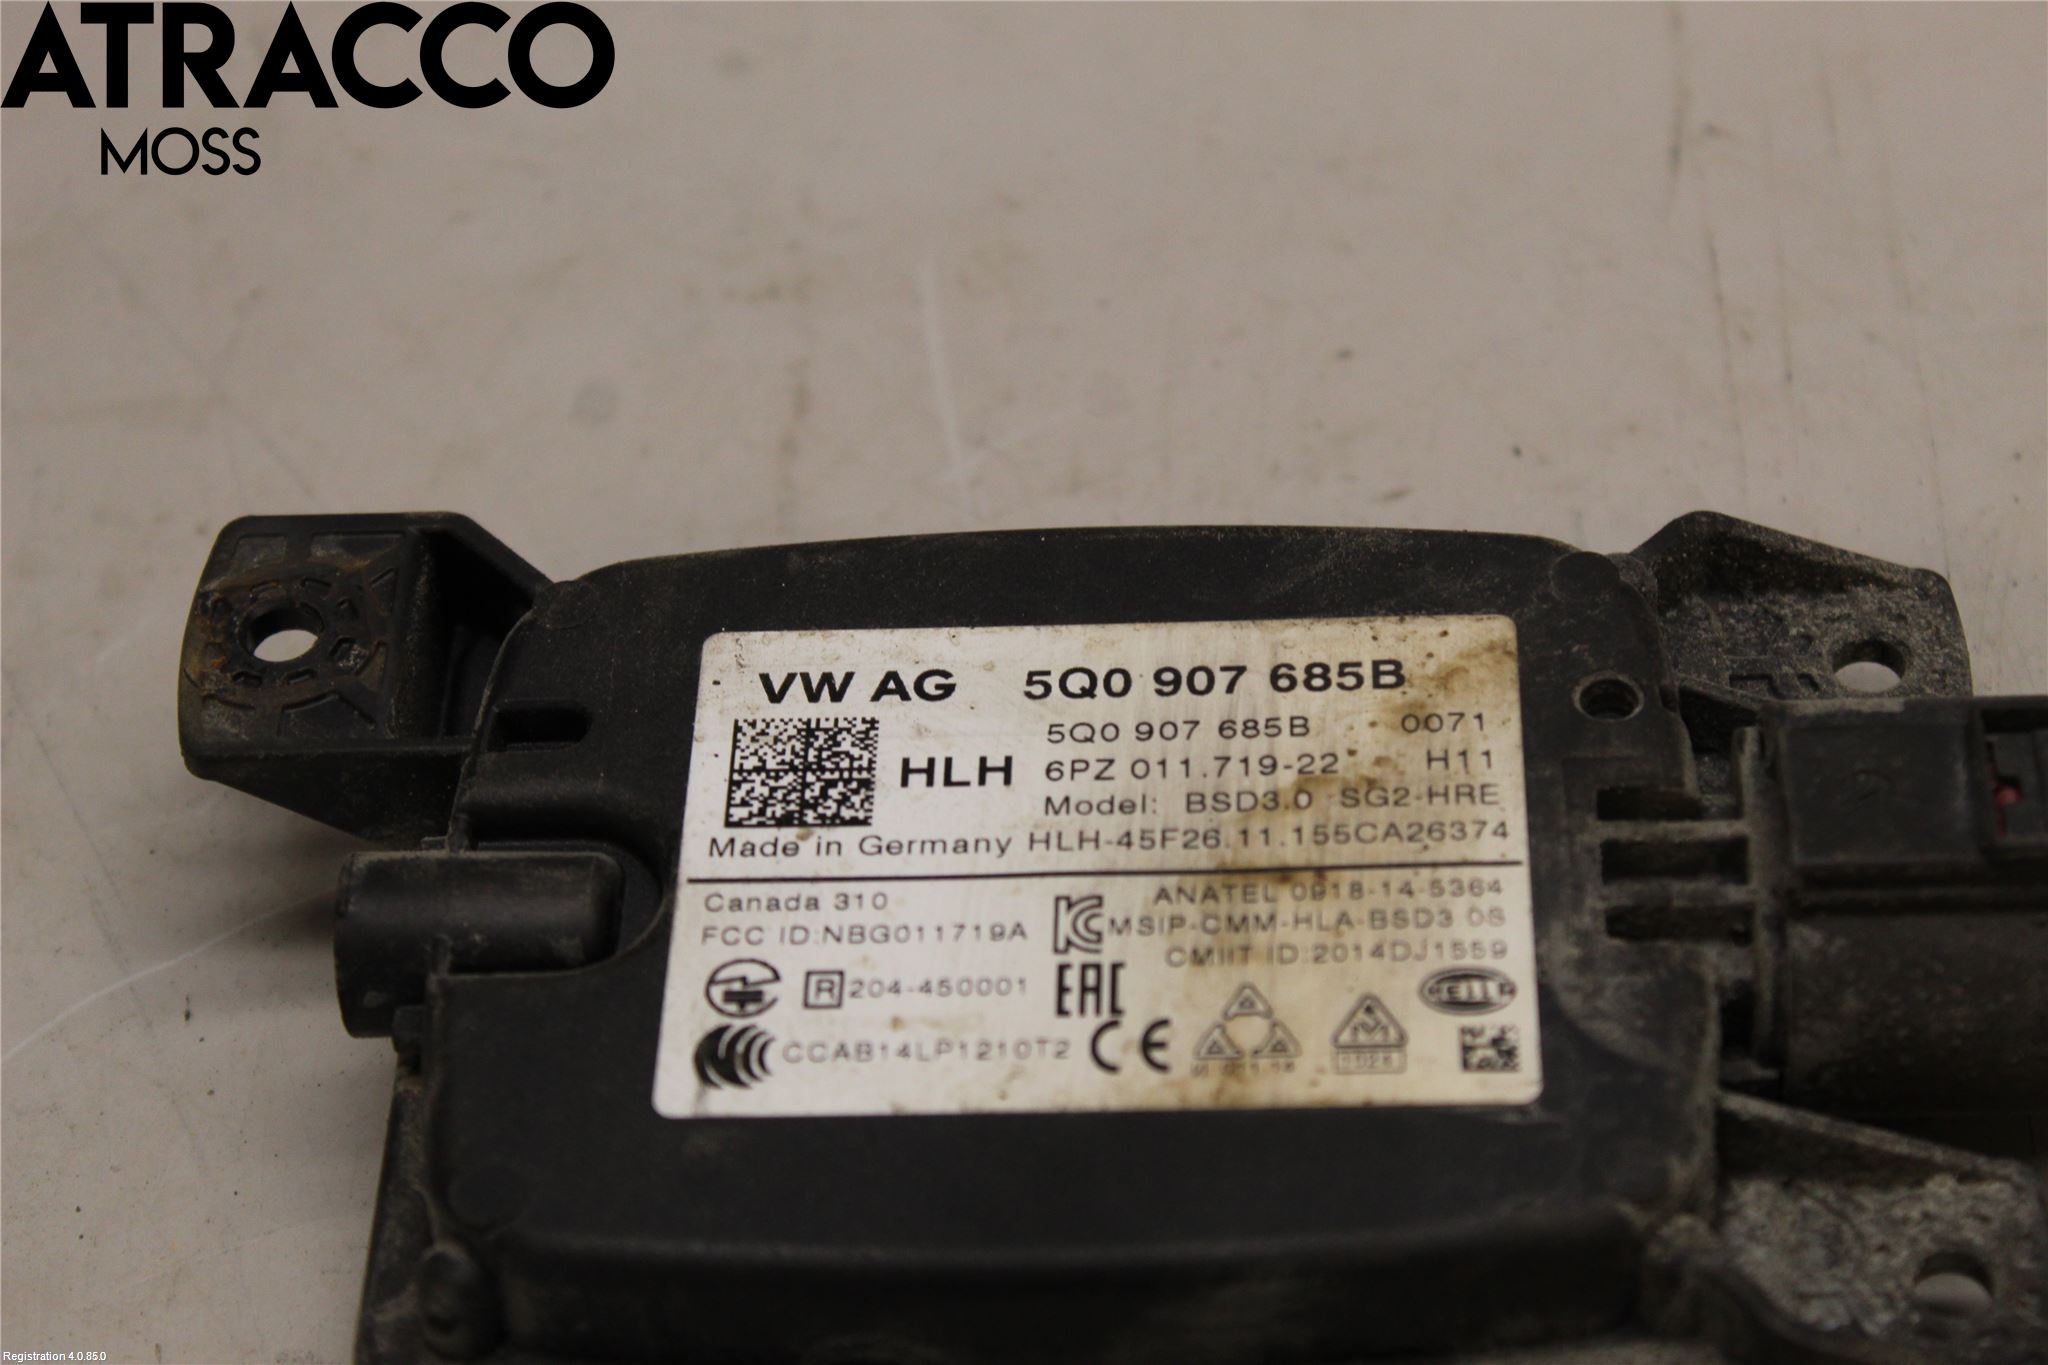 ATRACCO
MOSS
VW AG 5Q0 907 685B
5Q0 907 685B 0071
HLH 6PZ 011.719-22 H11
Model: BSD3.0 SG2-HRE
Made in Germany HLH-45F26.11.155CA26374
Canada 310 ANATEL 0918-14-5364
FCC ID:NBG011719A MSIP-CMM-HLA-BSD3 0S
CMIIT ID:2014DJ1559
R 204-450001 EAC HELLA
CCAB14LP1210T2 CE
Registration 4.0.85.0